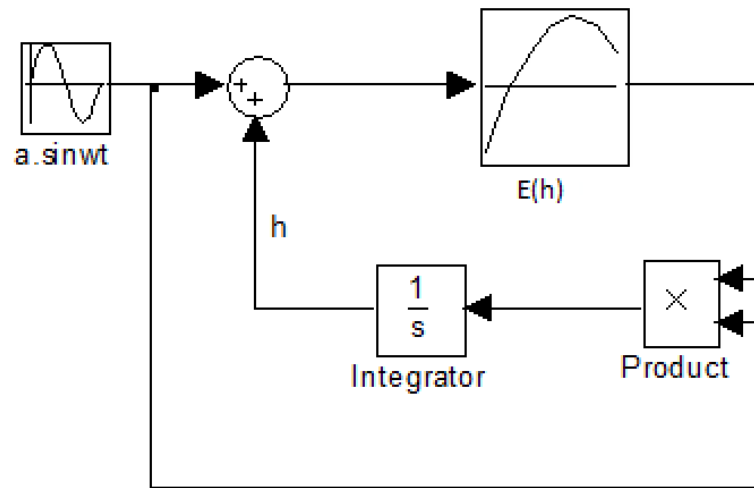 a.sinwt
+
+
E(h)
h
1
s
Integrator
×
Product